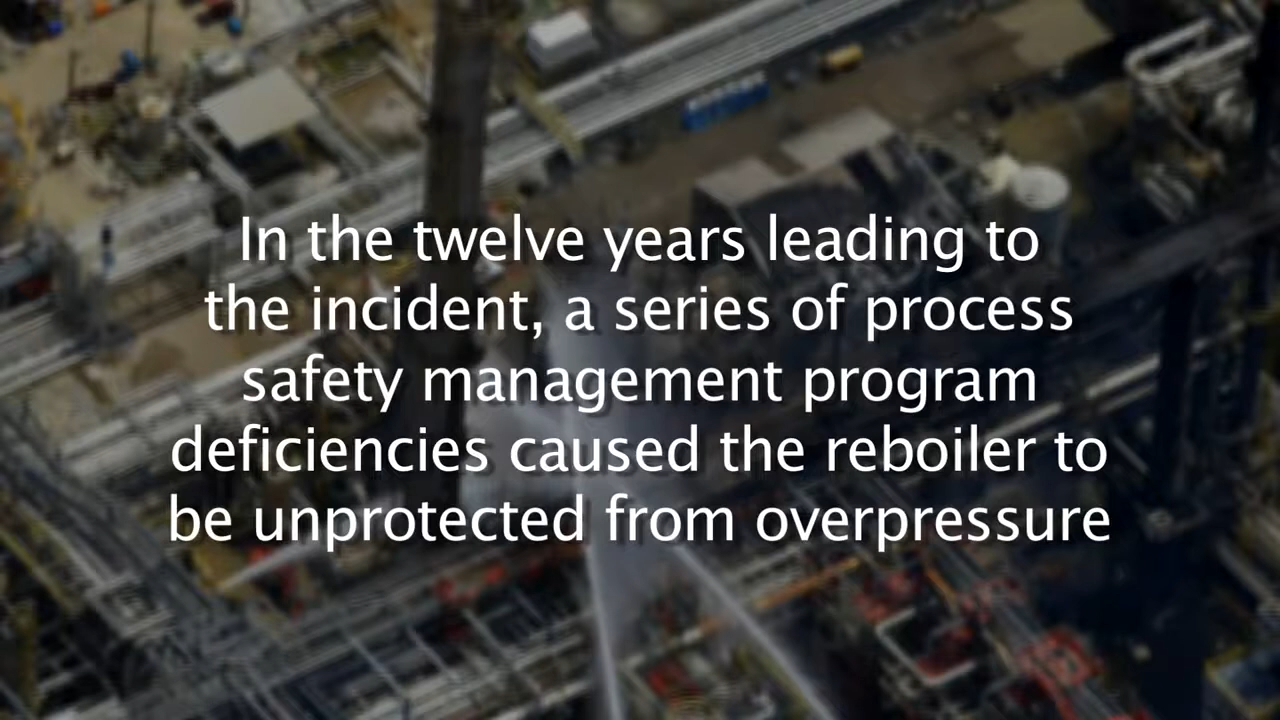 In the twelve years leading to
the incident, a series of process
safety management program
deficiencies caused the reboiler to
be unprotected from overpressure